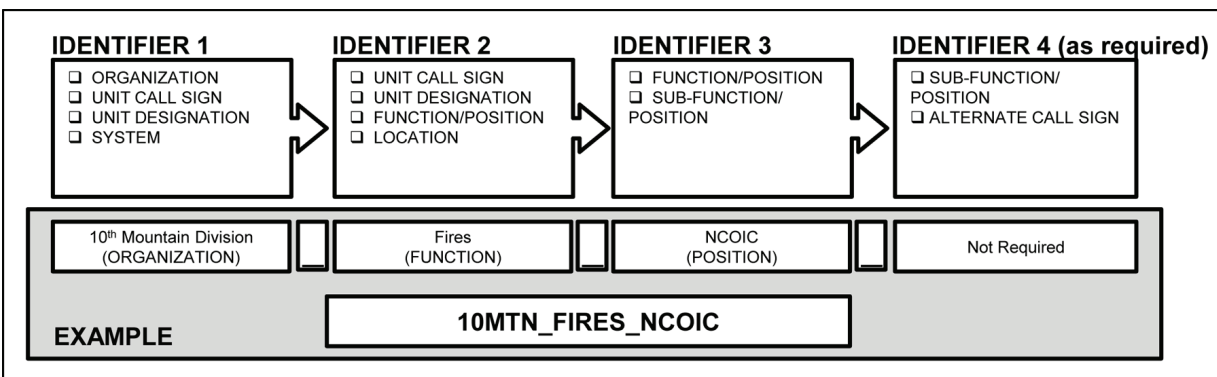 IDENTIFIER 1
❑ ORGANIZATION
❑ UNIT CALL SIGN
❑ UNIT DESIGNATION
❑ SYSTEM
IDENTIFIER 2
❑ UNIT CALL SIGN
❑ UNIT DESIGNATION
❑ FUNCTION/POSITION
❑ LOCATION
IDENTIFIER 3
❑ FUNCTION/POSITION
❑ SUB-FUNCTION/
POSITION
IDENTIFIER 4 (as required)
❑ SUB-FUNCTION/
POSITION
❑ ALTERNATE CALL SIGN
10th Mountain Division
(ORGANIZATION)
_
Fires
(FUNCTION)
_
NCOIC
(POSITION)
_
Not Required
EXAMPLE
10MTN_FIRES_NCOIC